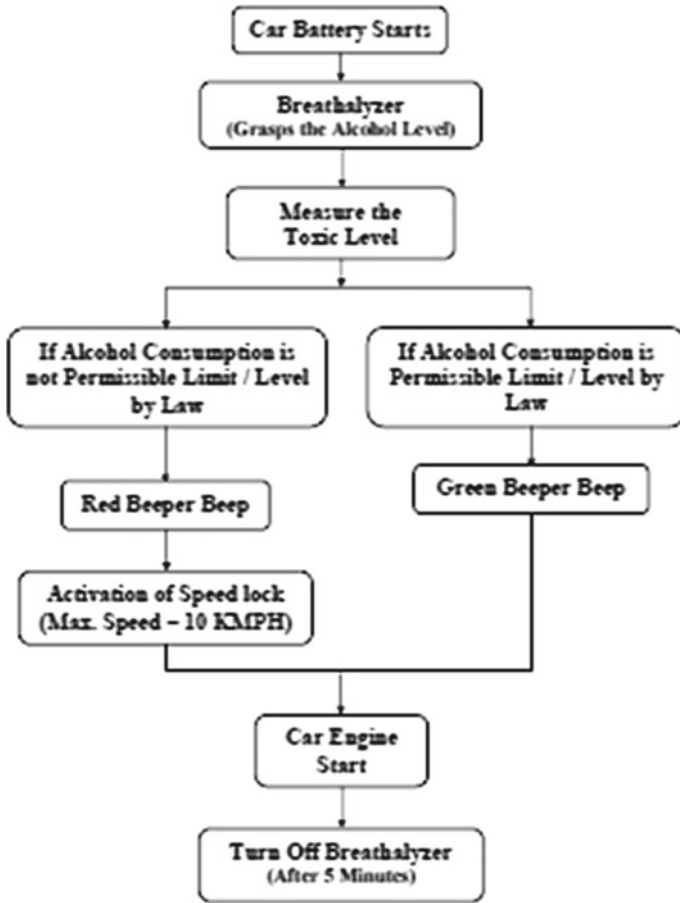 Car Battery Starts
Breathalyzer
(Grasps the Alcohol Level)
Measure the
Toxic Level
If Alcohol Consumption is
not Permissible Limit / Level
by Law
If Alcohol Consumption is
Permissible Limit / Level by
Law
Red Beeper Beep
Green Beeper Beep
Activation of Speed lock
(Max. Speed – 10 KMPH)
Car Engine
Start
Turn Off Breathalyzer
(After 5 Minutes)